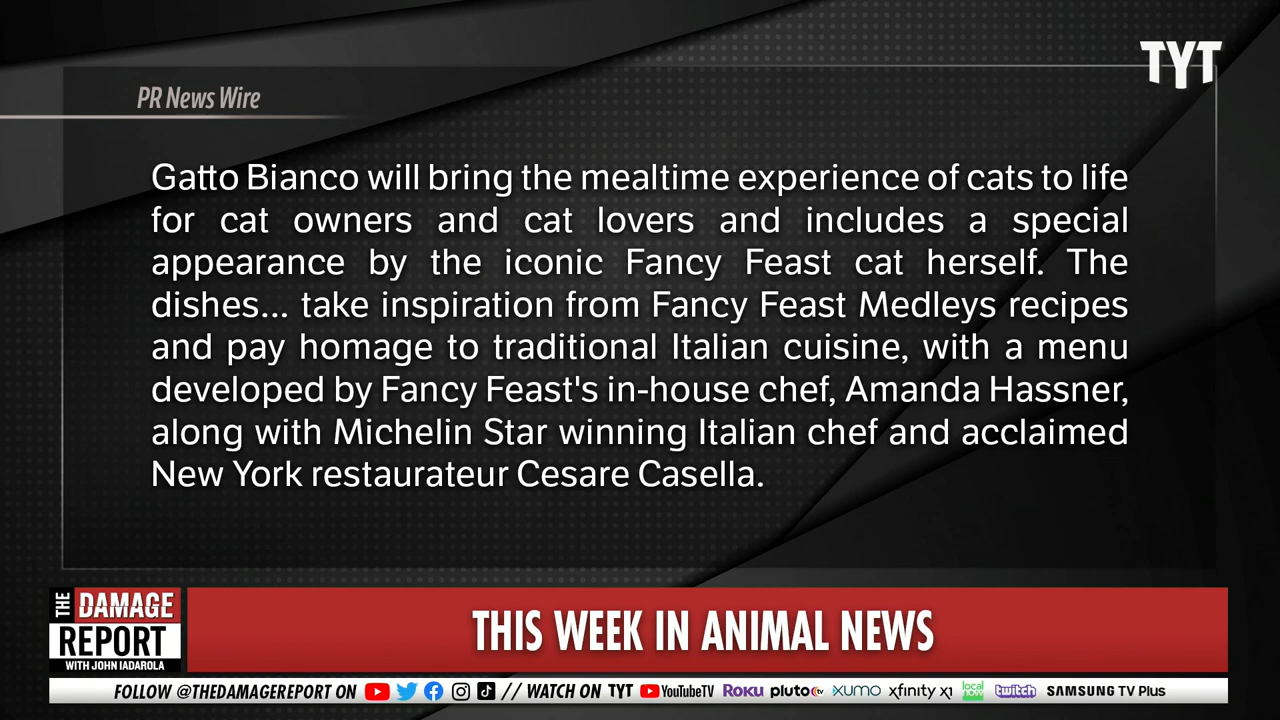 TYT
PR News Wire
Gatto Bianco will bring the mealtime experience of cats to life
for cat owners and cat lovers and includes a special
appearance by the iconic Fancy Feast cat herself. The
dishes... take inspiration from Fancy Feast Medleys recipes
and pay homage to traditional Italian cuisine, with a menu
developed by Fancy Feast's in-house chef, Amanda Hassner,
along with Michelin Star winning Italian chef and acclaimed
New York restaurateur Cesare Casella.
THE DAMAGE
REPORT
WITH JOHN IADAROLA
THIS WEEK IN ANIMAL NEWS
FOLLOW @THEDAMAGEREPORT ON // WATCH ON TYT YouTubeTV ROKU pluto tv XUMO xfinity x1 local now twitch SAMSUNG TV Plus